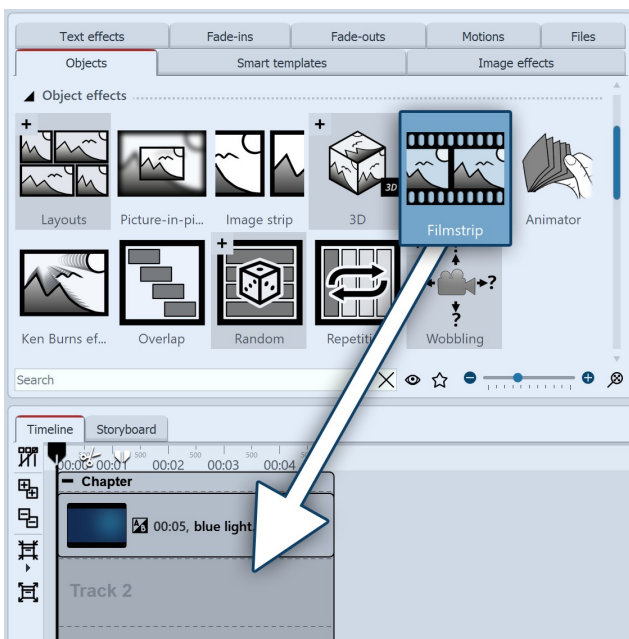 Text effects Fade-ins Fade-outs Motions Files
Objects Smart templates Image effects
Object effects
+ + 3D
Layouts Picture-in-pi... Image strip 3D Filmstrip Animator
+ ? ?
Ken Burns ef... Overlap Random Repetiti Wobbling
Search
Timeline Storyboard
500 500 500 500
00:00 00:01 00:02 00:03 00:04
Chapter
A B 00:05, blue light
Track 2